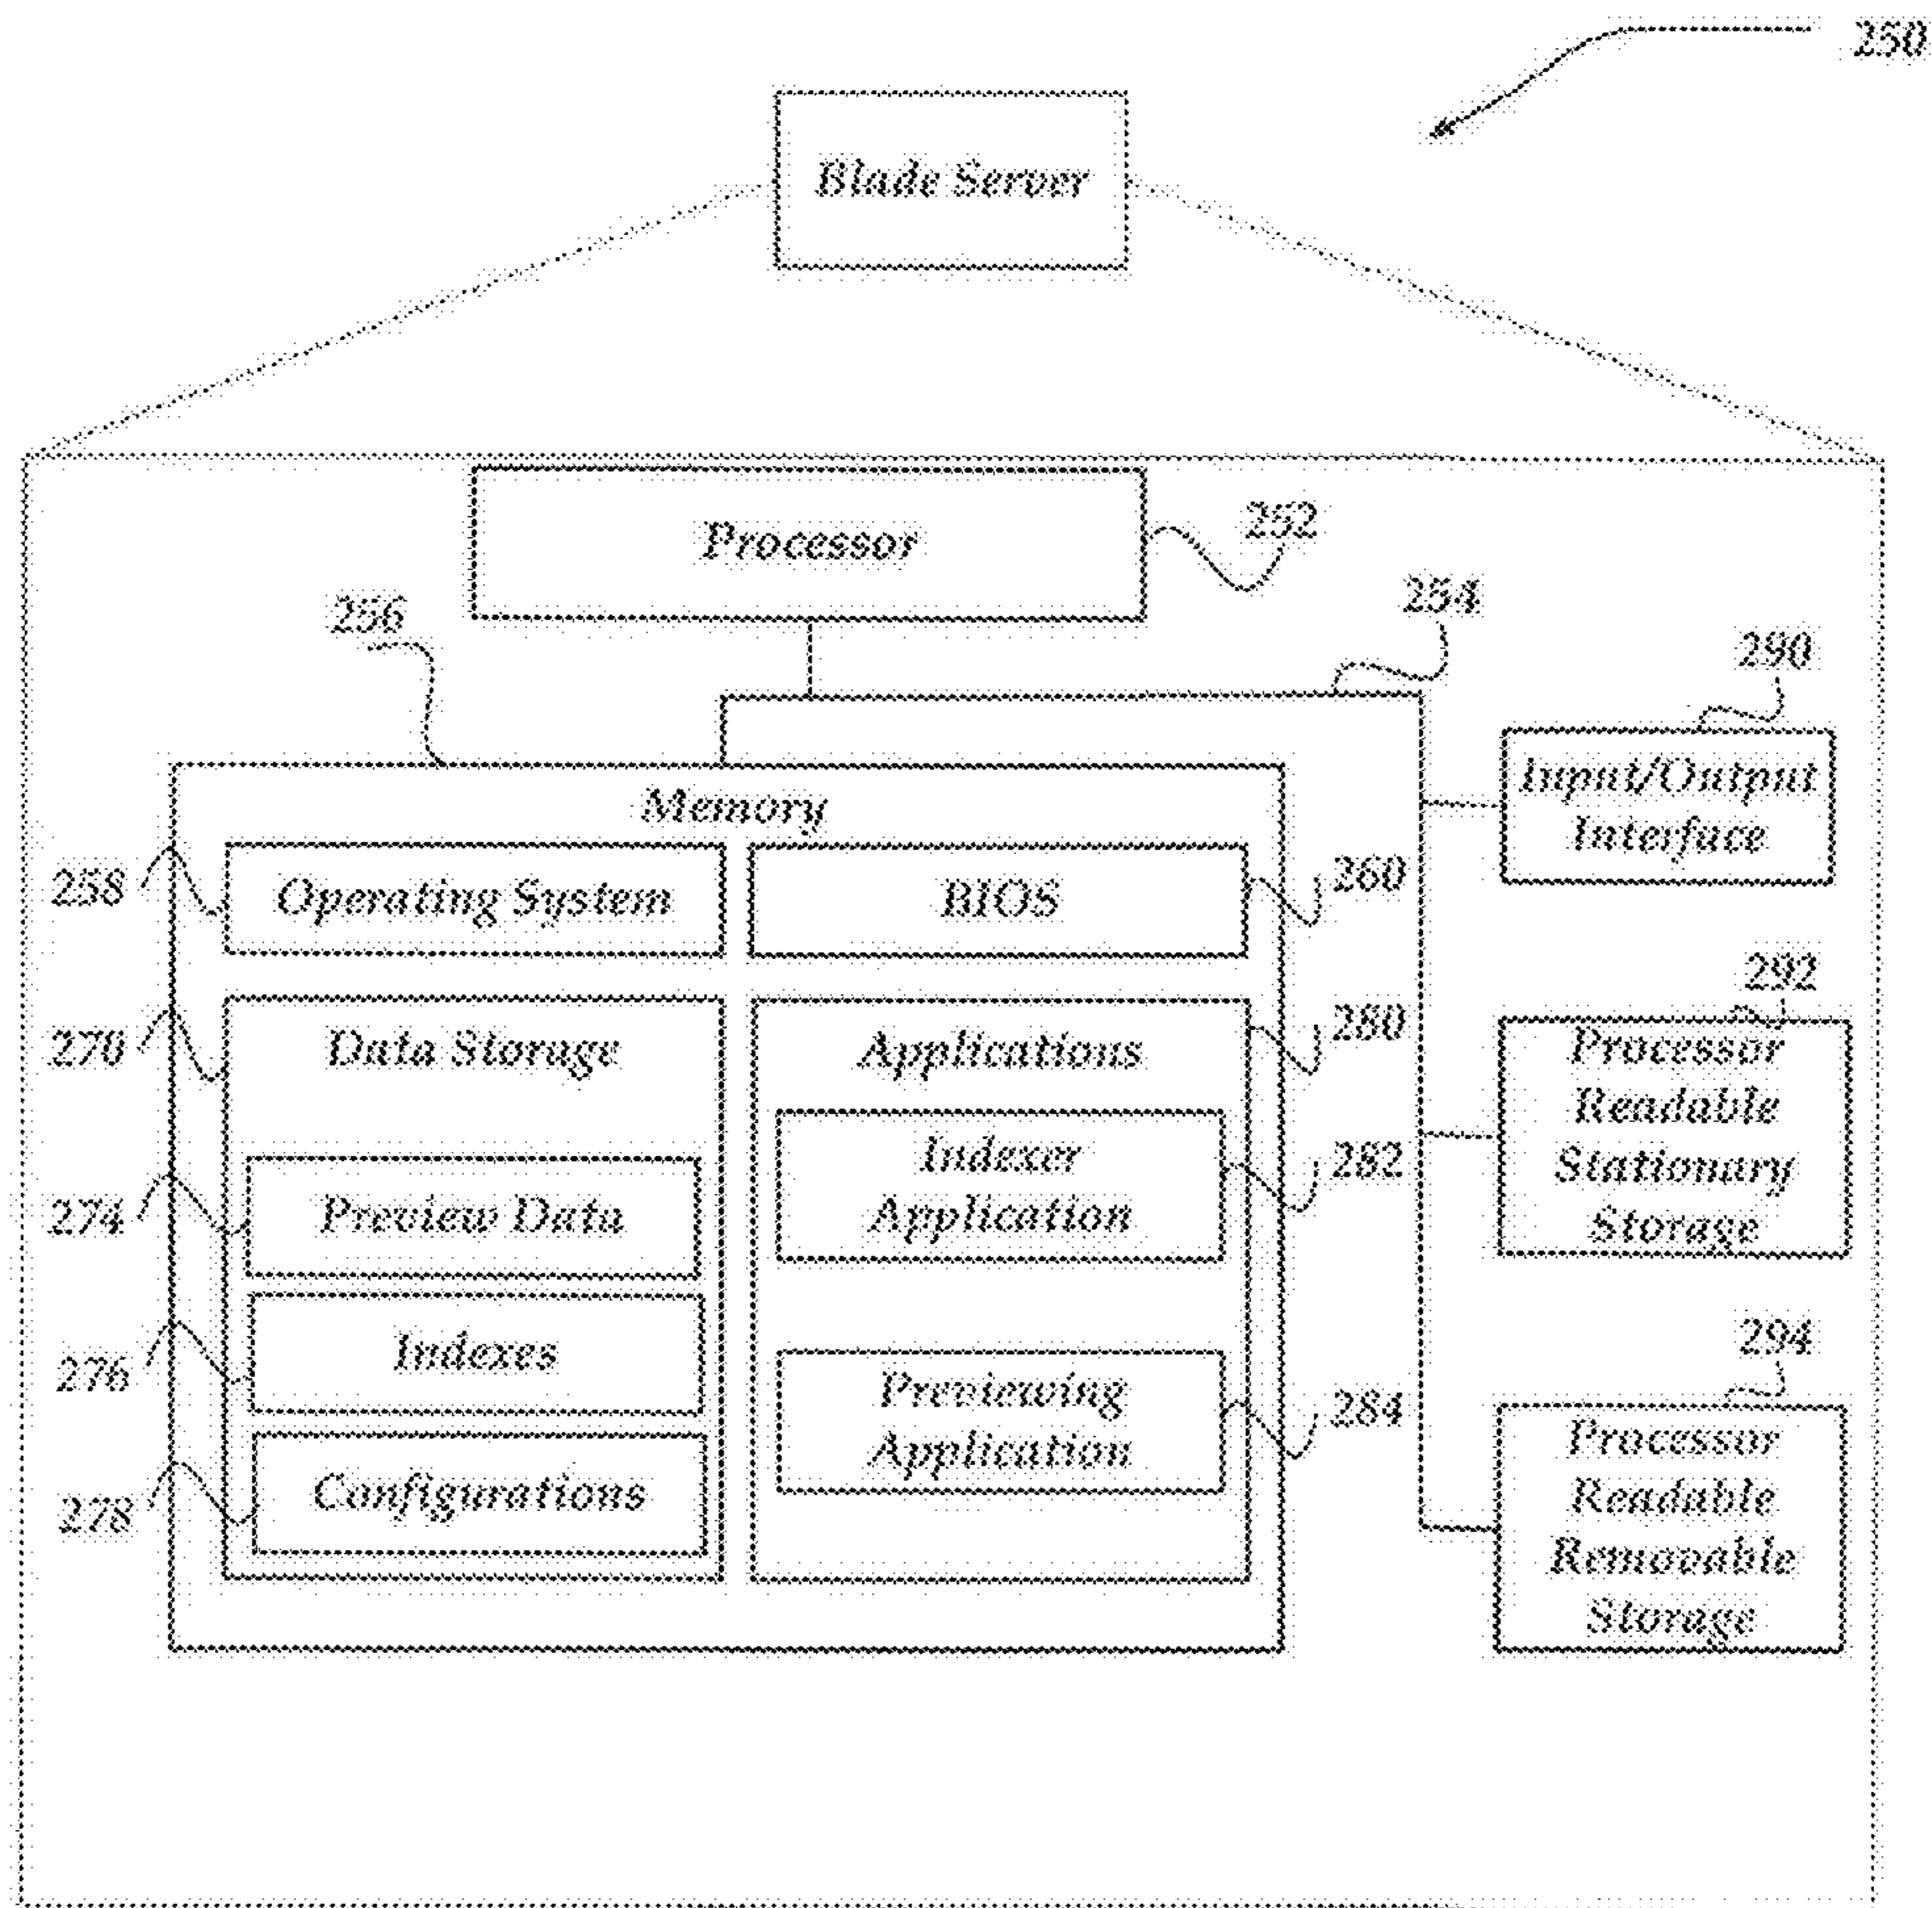 250
Blade Server
Processor
252
256
254
290
Memory
Input/Output
Interface
258
Operating System
BIOS
260
292
270
Data Storage
Applications
280
Processor
Readable
Stationary
Storage
Indexer
Application
282
274
Preview Data
276
Indexes
294
Previewing
Application
284
278
Configurations
Processor
Readable
Removable
Storage